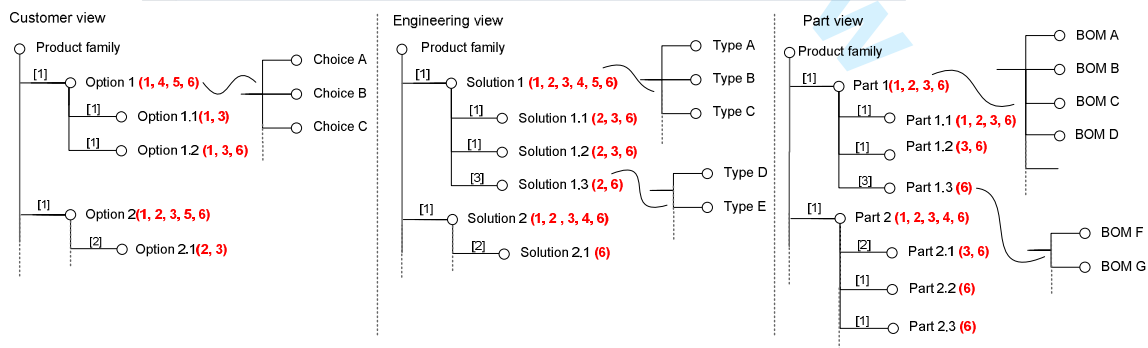 Customer view
Product family
[1] Option 1 (1, 4, 5, 6)
[1] Option 1.1 (1, 3)
[1] Option 1.2 (1, 3, 6)
Choice A
Choice B
Choice C
[1] Option 2 (1, 2, 3, 5, 6)
[2] Option 2.1 (2, 3)
Engineering view
Product family
[1] Solution 1 (1, 2, 3, 4, 5, 6)
[1] Solution 1.1 (2, 3, 6)
[1] Solution 1.2 (2, 3, 6)
[3] Solution 1.3 (2, 6)
Type A
Type B
Type C
Type D
Type E
[1] Solution 2 (1, 2 , 3, 4, 6)
[2] Solution 2.1 (6)
Part view
Product family
[1] Part 1 (1, 2, 3, 6)
[1] Part 1.1 (1, 2, 3, 6)
[1] Part 1.2 (3, 6)
[3] Part 1.3 (6)
BOM A
BOM B
BOM C
BOM D
[1] Part 2 (1, 2, 3, 4, 6)
[2] Part 2.1 (3, 6)
[1] Part 2.2 (6)
[1] Part 2.3 (6)
BOM F
BOM G